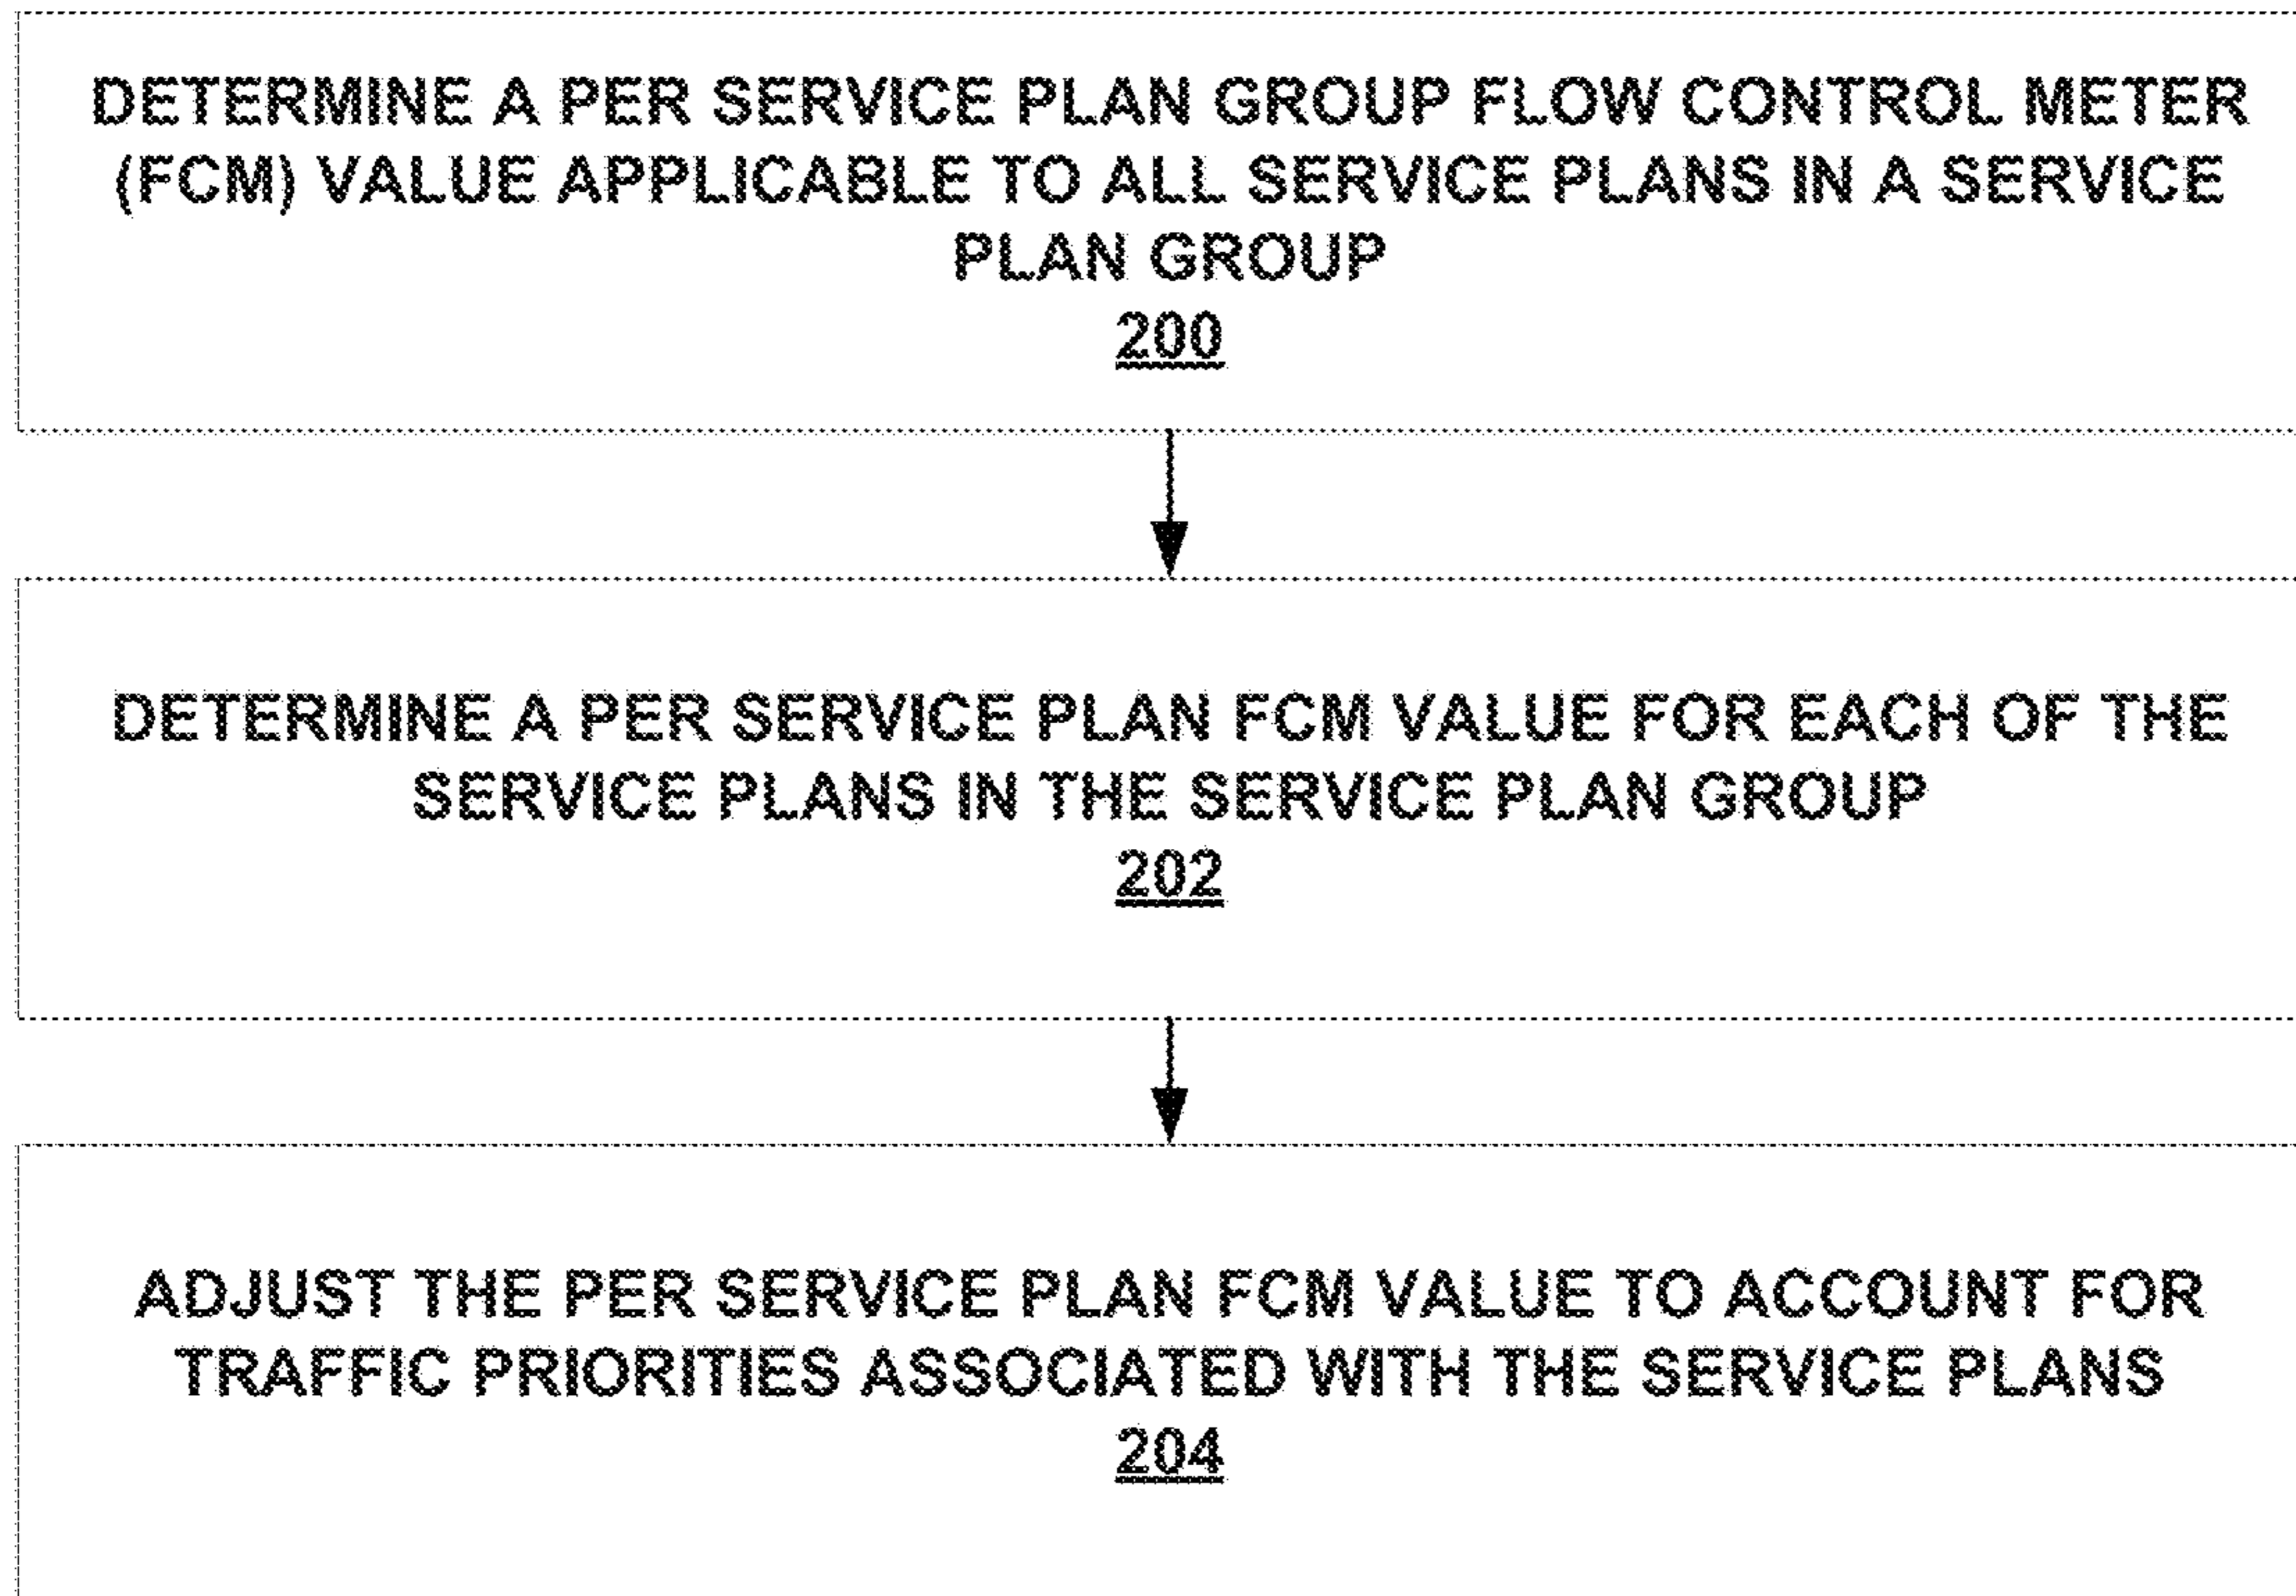 DETERMINE A PER SERVICE PLAN GROUP FLOW CONTROL METER
(FCM) VALUE APPLICABLE TO ALL SERVICE PLANS IN A SERVICE
PLAN GROUP
200
DETERMINE A PER SERVICE PLAN FCM VALUE FOR EACH OF THE
SERVICE PLANS IN THE SERVICE PLAN GROUP
202
ADJUST THE PER SERVICE PLAN FCM VALUE TO ACCOUNT FOR
TRAFFIC PRIORITIES ASSOCIATED WITH THE SERVICE PLANS
204